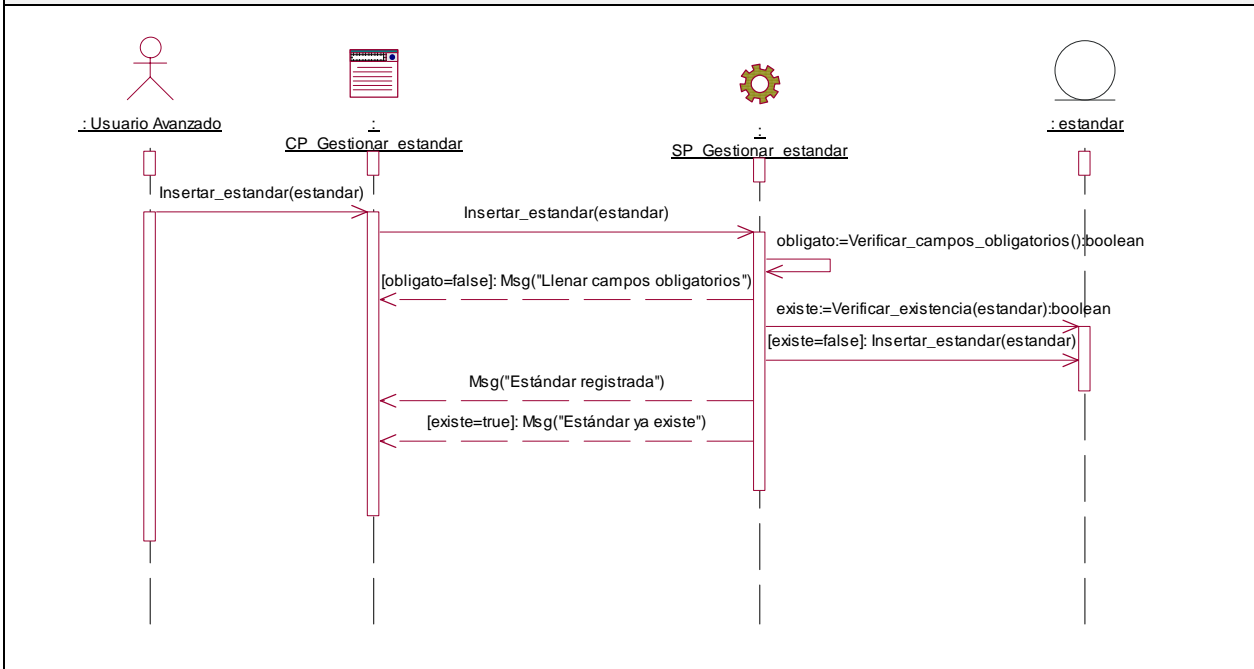 : Usuario Avanzado
:
CP_Gestionar_estandar
:
SP_Gestionar_estandar
: estandar
Insertar_estandar(estandar)
Insertar_estandar(estandar)
obligato:=Verificar_campos_obligatorios():boolean
[obligato=false]: Msg("Llenar campos obligatorios")
existe:=Verificar_existencia(estandar):boolean
[existe=false]: Insertar_estandar(estandar)
Msg("Estándar registrada")
[existe=true]: Msg("Estándar ya existe")